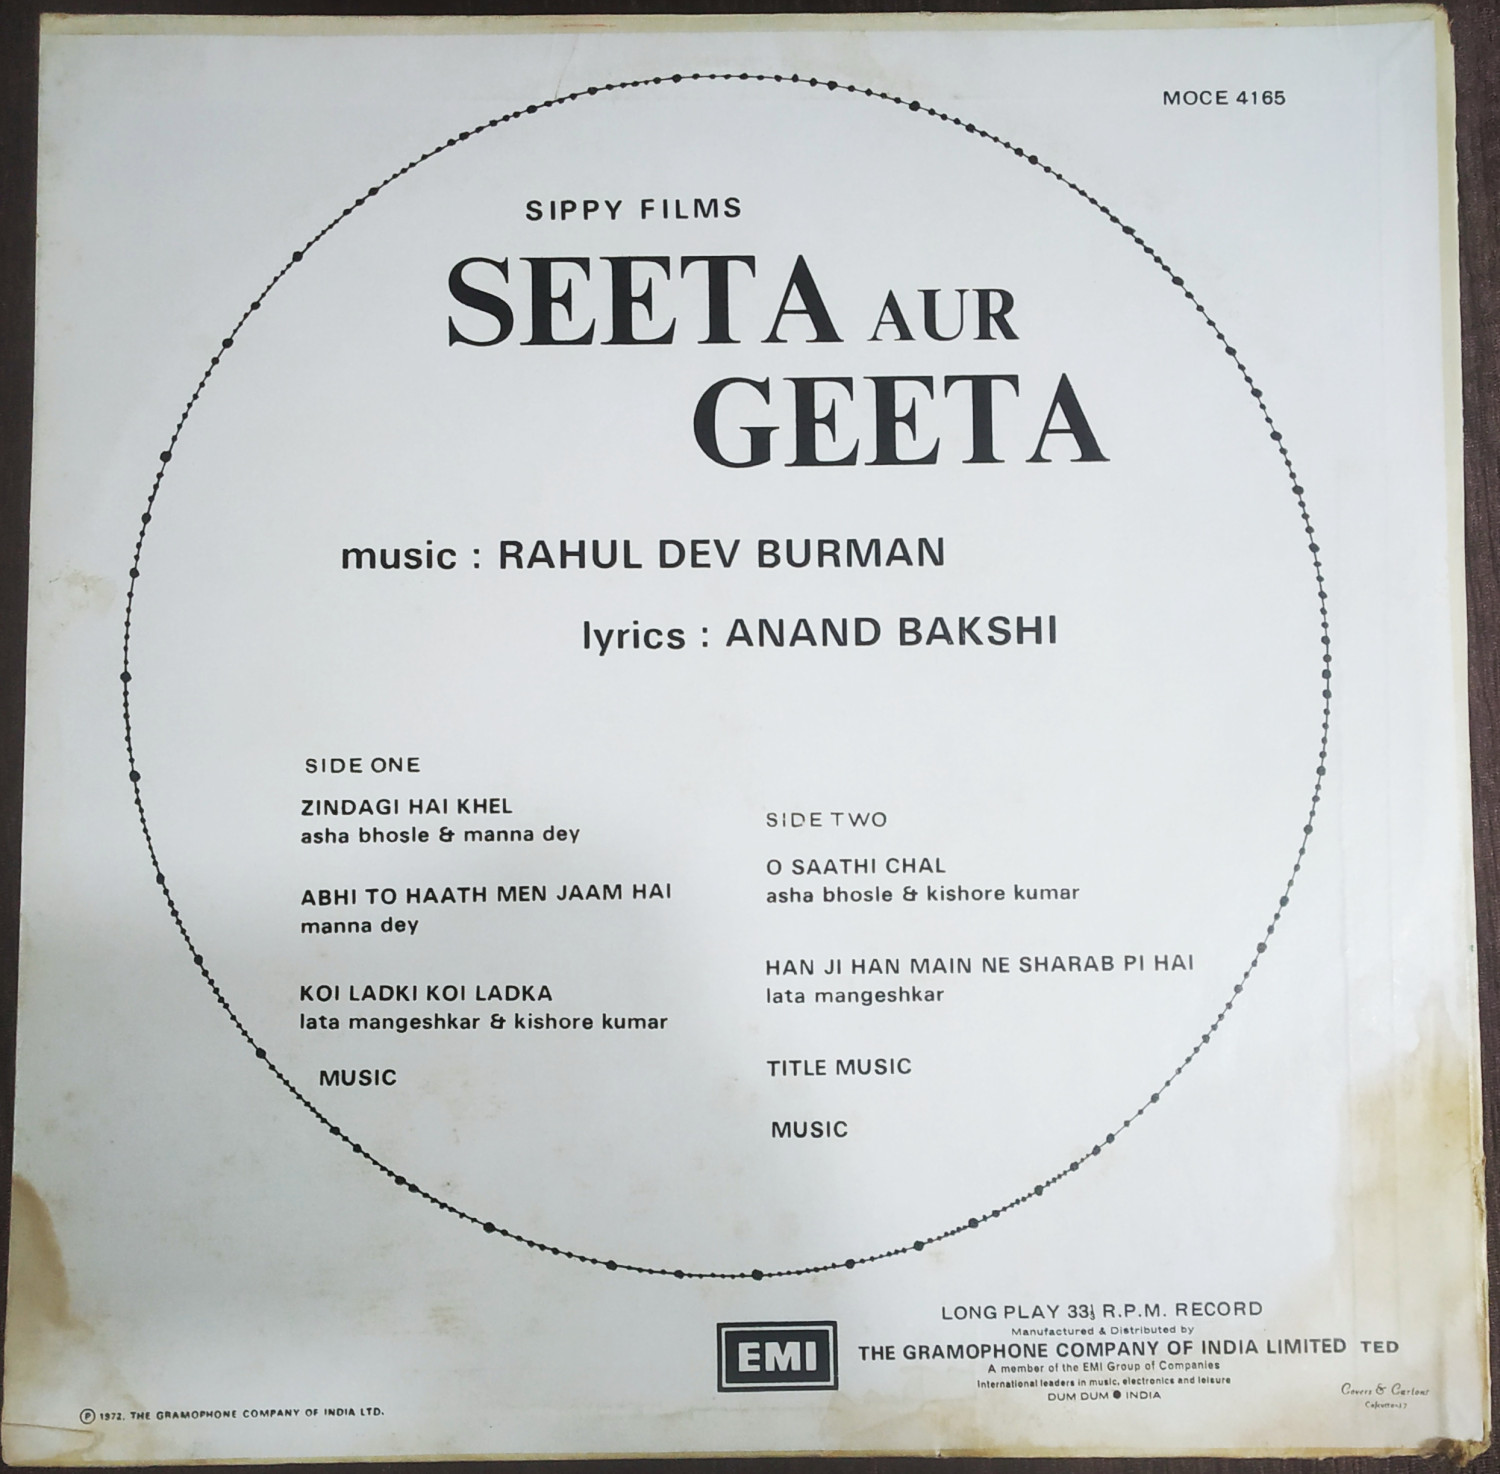 MOCE 4165
SIPPY FILMS
SEETA AUR
GEETA
music : RAHUL DEV BURMAN
lyrics : ANAND BAKSHI
SIDE ONE
ZINDAGI HAI KHEL
asha bhosle & manna dey
ABHI TO HAATH MEN JAAM HAI
manna dey
KOI LADKI KOI LADKA
lata mangeshkar & kishore kumar
MUSIC
SIDE TWO
O SAATHI CHAL
asha bhosle & kishore kumar
HAN JI HAN MAIN NE SHARAB PI HAI
lata mangeshkar
TITLE MUSIC
MUSIC
EMI
LONG PLAY 33⅓ R.P.M. RECORD
Manufactured & Distributed by
THE GRAMOPHONE COMPANY OF INDIA LIMITED TED
A member of the EMI Group of Companies
International leaders in music, electronics and leisure
DUM DUM ● INDIA
Covers & Cartons
℗ 1972, THE GRAMOPHONE COMPANY OF INDIA LTD.